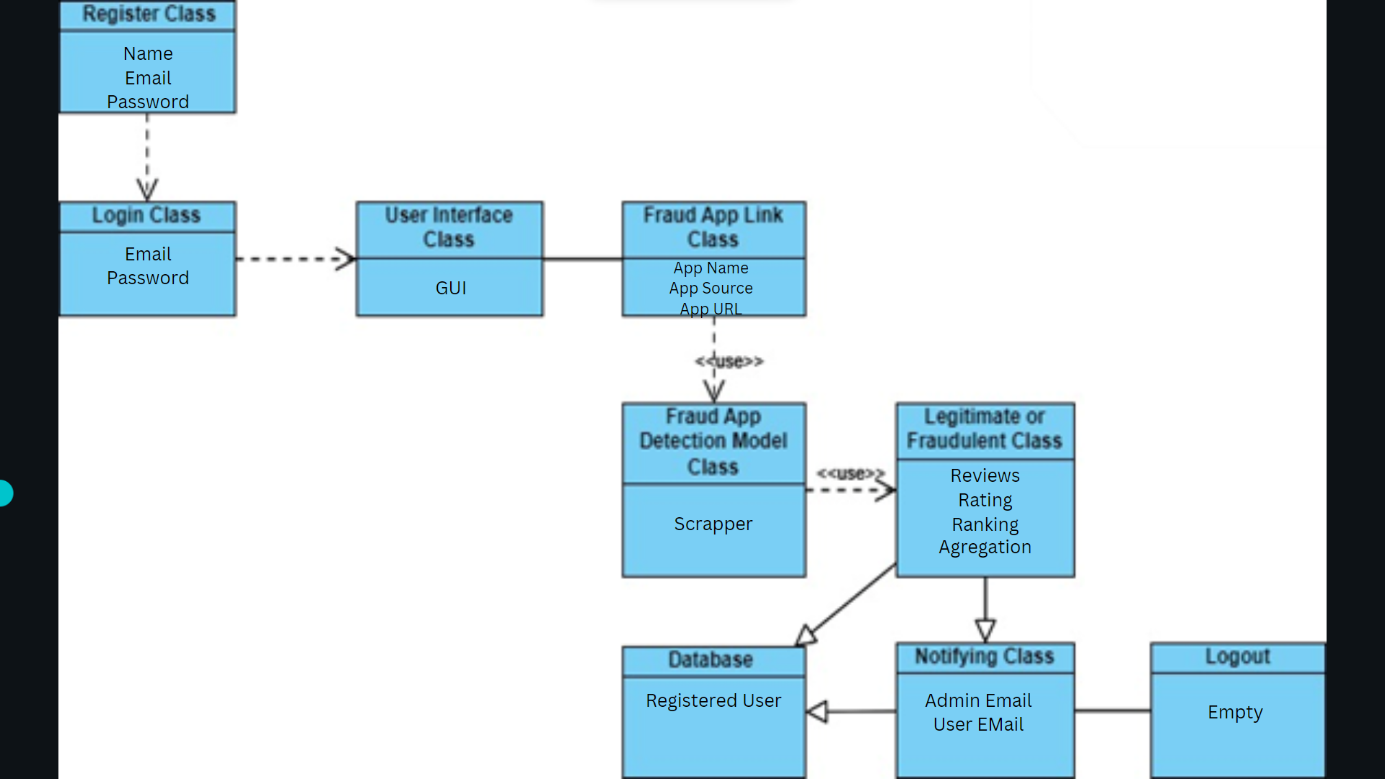 Register Class
Name
Email
Password
Login Class
Email
Password
User Interface
Class
GUI
Fraud App Link
Class
App Name
App Source
App URL
<<use>>
Fraud App
Detection Model
Class
Scrapper
<<use>>
Legitimate or
Fraudulent Class
Reviews
Rating
Ranking
Agregation
Database
Registered User
Notifying Class
Admin Email
User EMail
Logout
Empty